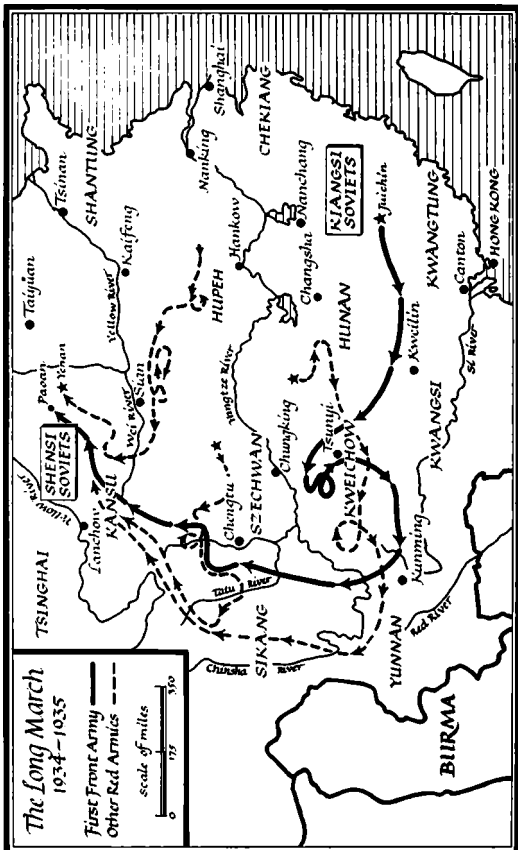 The Long March
1934-1935
First Front Army
Other Red Armies
scale of miles
0 175 350
TSINGHAI
Yellow River
Lanchow
KANSU
SHENSI
SOVIETS
Paoan
Yenan
Taiyuan
Tsinan
SHANTUNG
Yellow River
Kaifeng
Wei River
Sian
HUPEH
Hankow
Nanking
Shanghai
CHEKIANG
Chinsha
River
SIKANG
Tatu River
Chengtu
SZECHWAN
Chungking
Yangtze River
Changsha
Nanchang
KIANGSI
SOVIETS
Juichin
HUNAN
Tsunyi
KWEICHOW
Kweilin
KWANGTUNG
YUNNAN
Kunming
KWANGSI
Canton
HONGKONG
Si River
Red River
BURMA